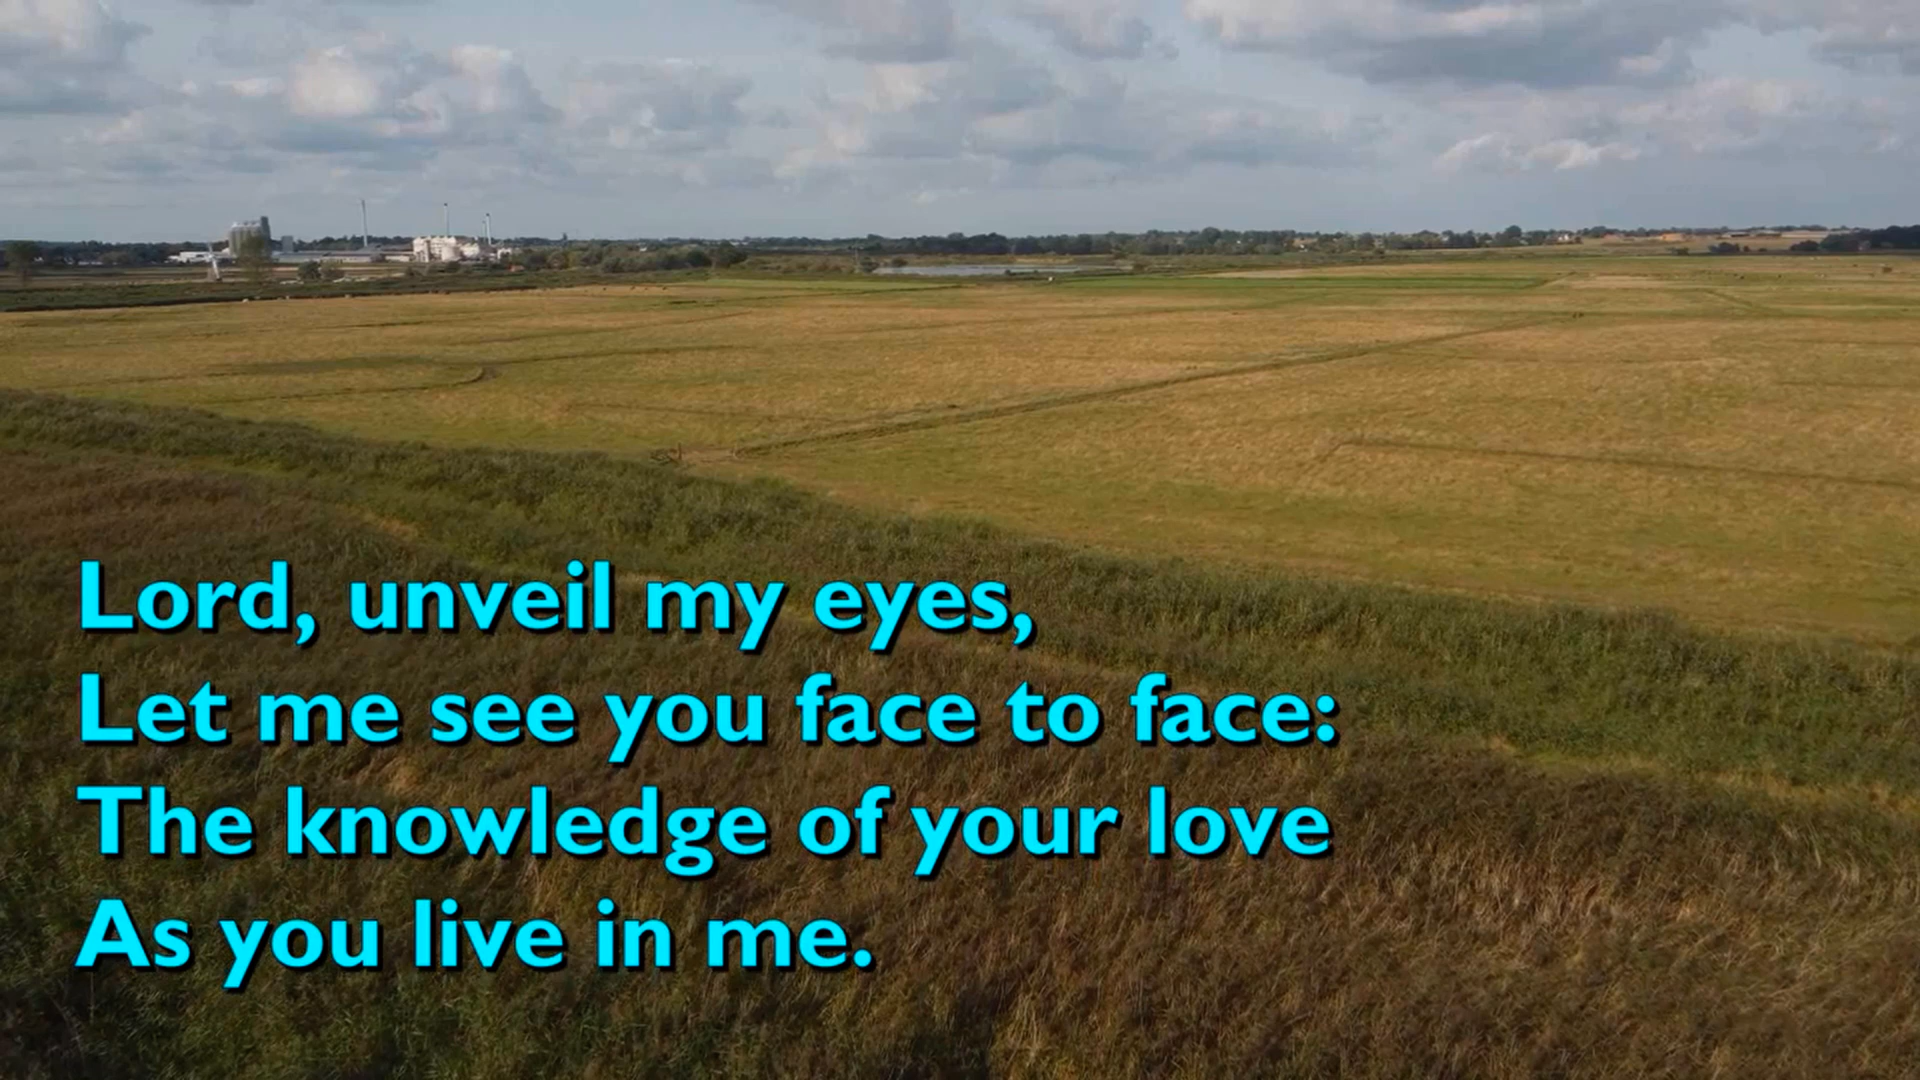 Lord, unveil my eyes,
Let me see you face to face:
The knowledge of your love
As you live in me.